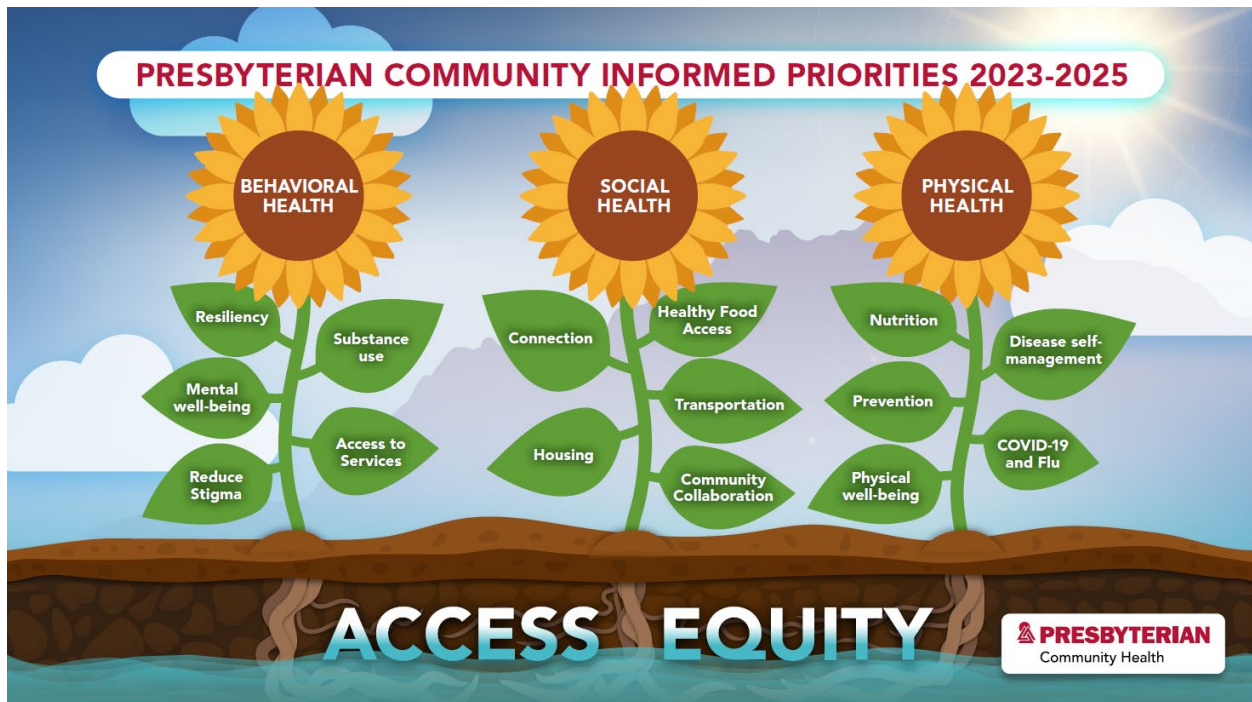 PRESBYTERIAN COMMUNITY INFORMED PRIORITIES 2023-2025
BEHAVIORAL
HEALTH
Resiliency
Substance
use
Mental
well-being
Access to
Services
Reduce
Stigma
SOCIAL
HEALTH
Connection
Healthy Food
Access
Transportation
Housing
Community
Collaboration
PHYSICAL
HEALTH
Nutrition
Disease self-
management
Prevention
COVID-19
and Flu
Physical
well-being
ACCESS EQUITY
PRESBYTERIAN
Community Health